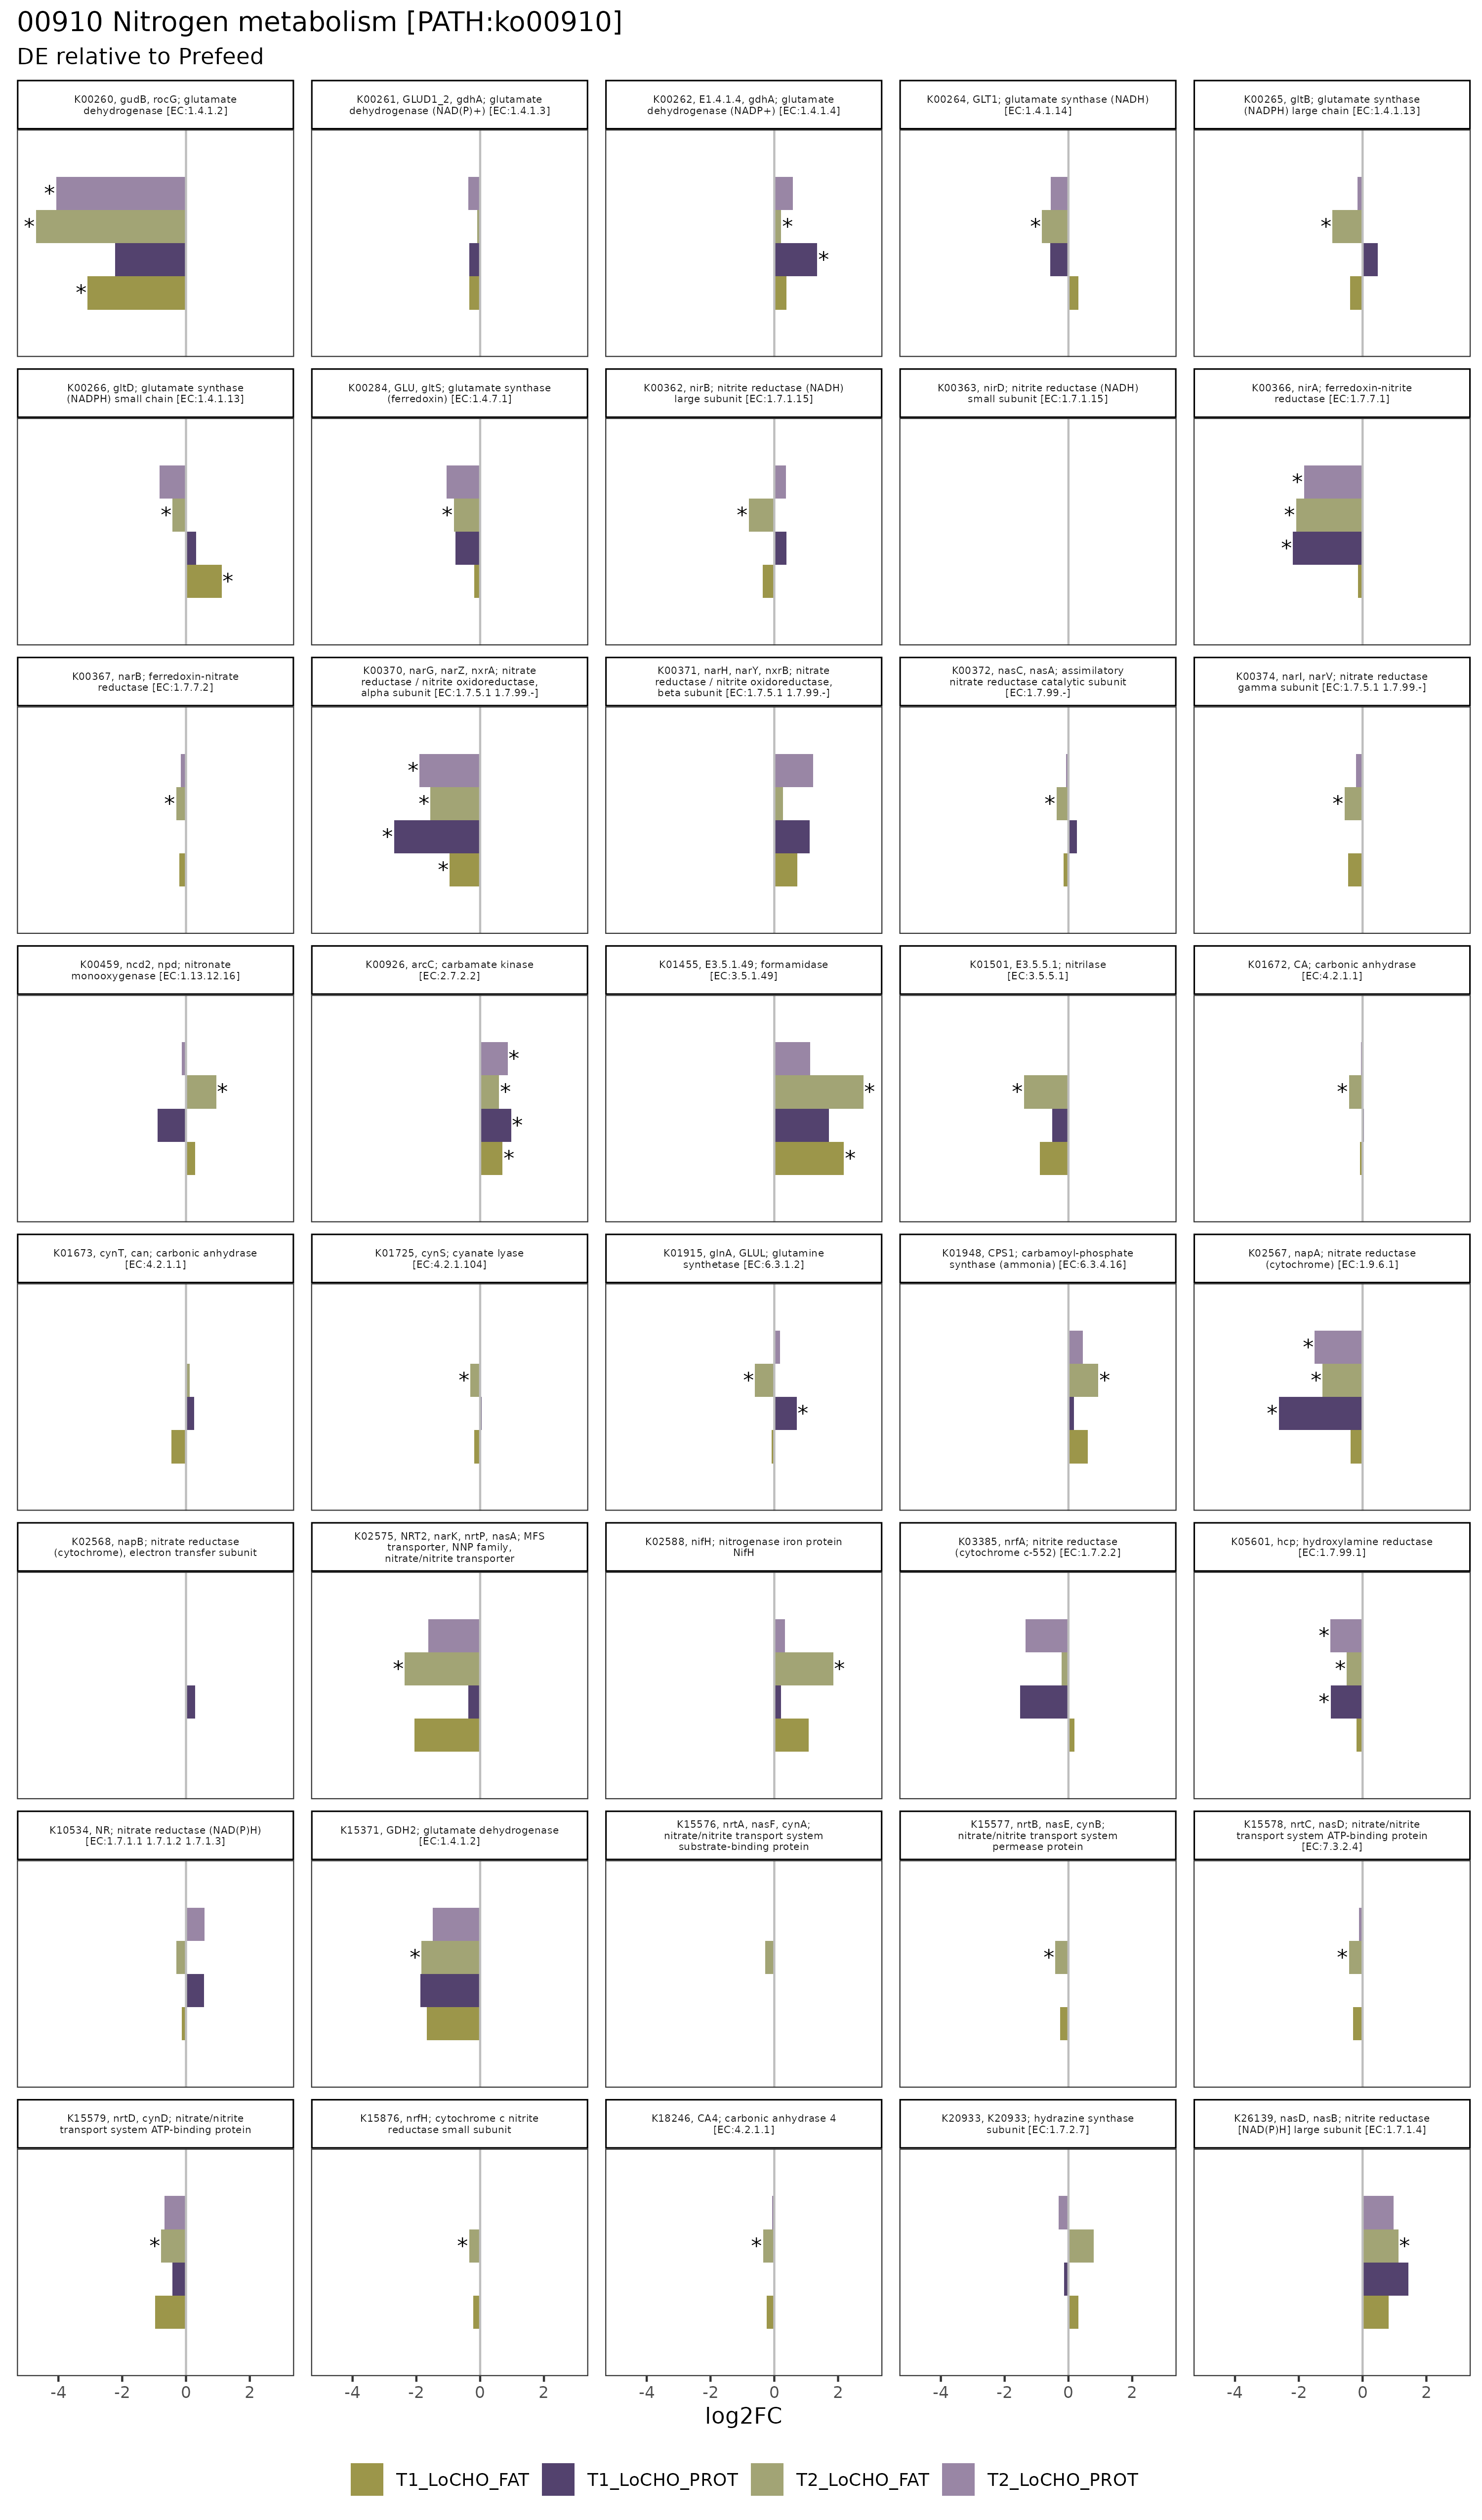 00910 Nitrogen metabolism [PATH:ko00910]
DE relative to Prefeed
K00260, gudB, rocG; glutamate
dehydrogenase [EC:1.4.1.2]
K00261, GLUD1_2, gdhA; glutamate
dehydrogenase (NAD(P)+) [EC:1.4.1.3]
K00262, E1.4.1.4, gdhA; glutamate
dehydrogenase (NADP+) [EC:1.4.1.4]
K00264, GLT1; glutamate synthase (NADH)
[EC:1.4.1.14]
K00265, gltB; glutamate synthase
(NADPH) large chain [EC:1.4.1.13]
* * *
* *
*
*
K00266, gltD; glutamate synthase
(NADPH) small chain [EC:1.4.1.13]
K00284, GLU, gltS; glutamate synthase
(ferredoxin) [EC:1.4.7.1]
K00362, nirB; nitrite reductase (NADH)
large subunit [EC:1.7.1.15]
K00363, nirD; nitrite reductase (NADH)
small subunit [EC:1.7.1.15]
K00366, nirA; ferredoxin-nitrite
reductase [EC:1.7.7.1]
* *
*
*
* * *
K00367, narB; ferredoxin-nitrate
reductase [EC:1.7.7.2]
K00370, narG, narZ, nxrA; nitrate
reductase / nitrite oxidoreductase,
alpha subunit [EC:1.7.5.1 1.7.99.-]
K00371, narH, narY, nxrB; nitrate
reductase / nitrite oxidoreductase,
beta subunit [EC:1.7.5.1 1.7.99.-]
K00372, nasC, nasA; assimilatory
nitrate reductase catalytic subunit
[EC:1.7.99.-]
K00374, narI, narV; nitrate reductase
gamma subunit [EC:1.7.5.1 1.7.99.-]
*
* * * *
*
*
K00459, ncd2, npd; nitronate
monooxygenase [EC:1.13.12.16]
K00926, arcC; carbamate kinase
[EC:2.7.2.2]
K01455, E3.5.1.49; formamidase
[EC:3.5.1.49]
K01501, E3.5.5.1; nitrilase
[EC:3.5.5.1]
K01672, CA; carbonic anhydrase
[EC:4.2.1.1]
*
* * * *
* *
*
*
K01673, cynT, can; carbonic anhydrase
[EC:4.2.1.1]
K01725, cynS; cyanate lyase
[EC:4.2.1.104]
K01915, glnA, GLUL; glutamine
synthetase [EC:6.3.1.2]
K01948, CPS1; carbamoyl-phosphate
synthase (ammonia) [EC:6.3.4.16]
K02567, napA; nitrate reductase
(cytochrome) [EC:1.9.6.1]
*
* *
*
* * *
K02568, napB; nitrate reductase
(cytochrome), electron transfer subunit
K02575, NRT2, narK, nrtP, nasA; MFS
transporter, NNP family,
nitrate/nitrite transporter
K02588, nifH; nitrogenase iron protein
NifH
K03385, nrfA; nitrite reductase
(cytochrome c-552) [EC:1.7.2.2]
K05601, hcp; hydroxylamine reductase
[EC:1.7.99.1]
*
*
* * *
K10534, NR; nitrate reductase (NAD(P)H)
[EC:1.7.1.1 1.7.1.2 1.7.1.3]
K15371, GDH2; glutamate dehydrogenase
[EC:1.4.1.2]
K15576, nrtA, nasF, cynA;
nitrate/nitrite transport system
substrate-binding protein
K15577, nrtB, nasE, cynB;
nitrate/nitrite transport system
permease protein
K15578, nrtC, nasD; nitrate/nitrite
transport system ATP-binding protein
[EC:7.3.2.4]
*
*
*
K15579, nrtD, cynD; nitrate/nitrite
transport system ATP-binding protein
K15876, nrfH; cytochrome c nitrite
reductase small subunit
K18246, CA4; carbonic anhydrase 4
[EC:4.2.1.1]
K20933, K20933; hydrazine synthase
subunit [EC:1.7.2.7]
K26139, nasD, nasB; nitrite reductase
[NAD(P)H] large subunit [EC:1.7.1.4]
*
*
*
*
-4 -2 0 2
-4 -2 0 2
-4 -2 0 2
-4 -2 0 2
-4 -2 0 2
log2FC
T1_LoCHO_FAT
T1_LoCHO_PROT
T2_LoCHO_FAT
T2_LoCHO_PROT